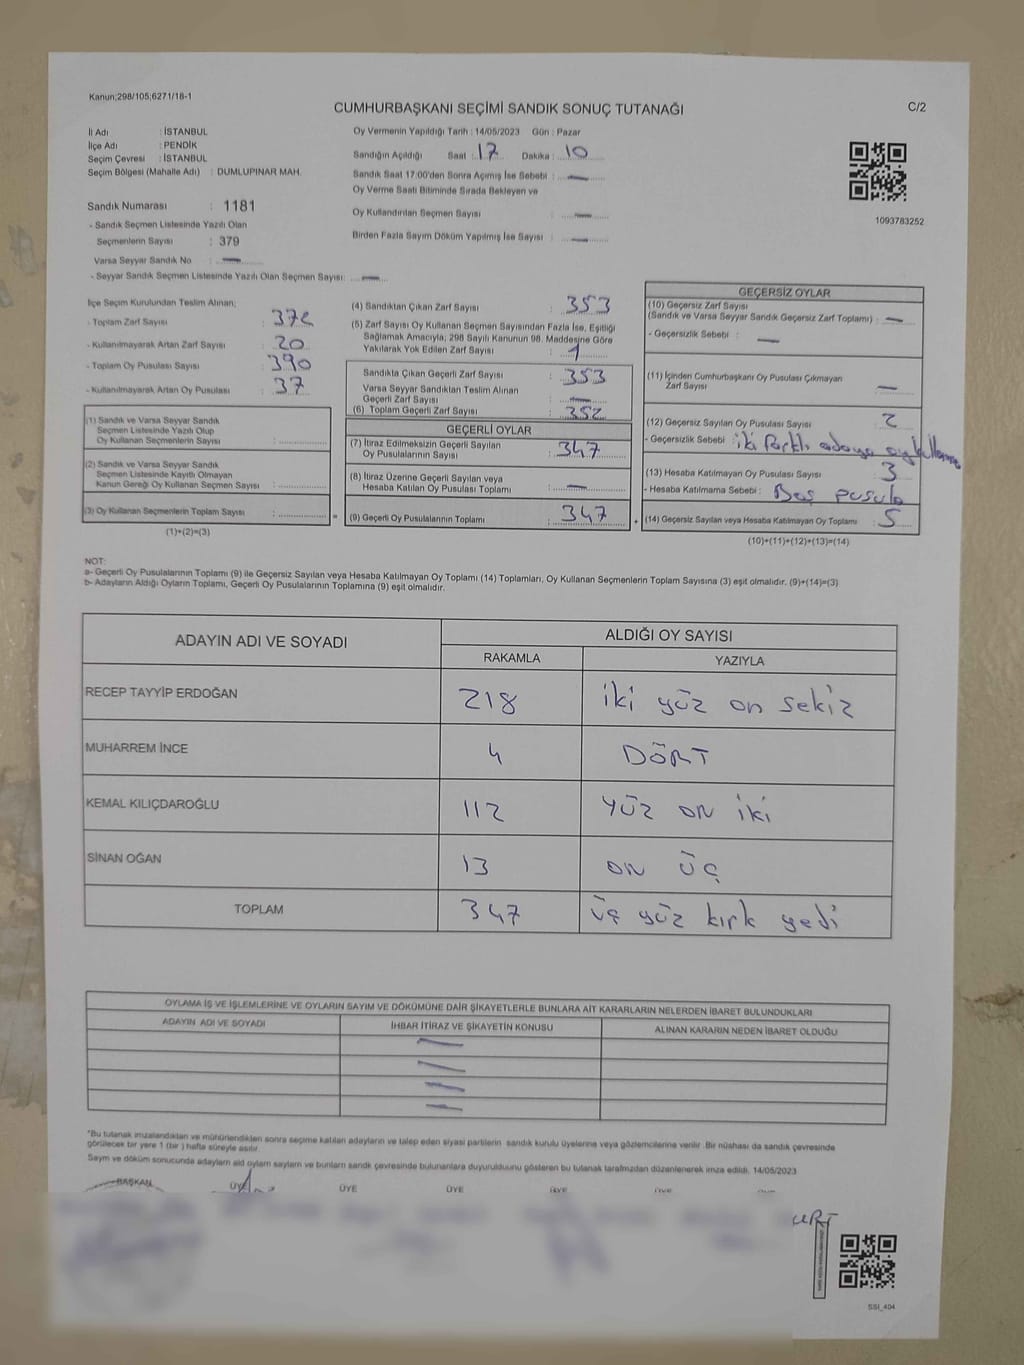 Kanun;298/105;6271/18-1
CUMHURBAŞKANI SEÇİMİ SANDIK SONUÇ TUTANAĞI
C/2
İl Adı : İSTANBUL
İlçe Adı : PENDİK
Seçim Çevresi : İSTANBUL
Seçim Bölgesi (Mahalle Adı) : DUMLUPINAR MAH.
Sandık Numarası : 1181
- Sandık Seçmen Listesinde Yazılı Olan
Seçmenlerin Sayısı : 379
Varsa Seyyar Sandık No : —
- Seyyar Sandık Seçmen Listesinde Yazılı Olan Seçmen Sayısı: —
Oy Vermenin Yapıldığı Tarih : 14/05/2023 Gün : Pazar
Sandığın Açıldığı Saat : 17 Dakika : 10
Sandık Saat 17:00'den Sonra Açımış İse Sebebi : —
Oy Verme Saati Bitiminde Sırada Bekleyen ve
Oy Kullandırılan Seçmen Sayısı : —
Birden Fazla Sayım Döküm Yapılmış İse Sayısı : —
1093783252
İlçe Seçim Kurulundan Teslim Alınan;
- Toplam Zarf Sayısı : 372
- Kullanılmayarak Artan Zarf Sayısı : 20
- Toplam Oy Pusulası Sayısı : 390
- Kullanılmayarak Artan Oy Pusulası : 37
(1) Sandık ve Varsa Seyyar Sandık
Seçmen Listesinde Yazılı Olup
Oy Kullanan Seçmenlerin Sayısı :
(2) Sandık ve Varsa Seyyar Sandık
Seçmen Listesinde Kayıtlı Olmayan
Kanun Gereği Oy Kullanan Seçmen Sayısı :
(3) Oy Kullanan Seçmenlerin Toplam Sayısı :
(1)+(2)=(3)
(4) Sandıktan Çıkan Zarf Sayısı : 353
(5) Zarf Sayısı Oy Kullanan Seçmen Sayısından Fazla İse, Eşitliği
Sağlamak Amacıyla; 298 Sayılı Kanunun 98. Maddesine Göre
Yakılarak Yok Edilen Zarf Sayısı : 1
Sandıkta Çıkan Geçerli Zarf Sayısı : 353
Varsa Seyyar Sandıktan Teslim Alınan
Geçerli Zarf Sayısı : —
(6) Toplam Geçerli Zarf Sayısı : 352
GEÇERLİ OYLAR
(7) İtiraz Edilmeksizin Geçerli Sayılan
Oy Pusulalarının Sayısı : 347
(8) İtiraz Üzerine Geçerli Sayılan veya
Hesaba Katılan Oy Pusulası Toplamı : —
= (9) Geçerli Oy Pusulalarının Toplamı : 347
GEÇERSİZ OYLAR
(10) Geçersiz Zarf Sayısı
(Sandık ve Varsa Seyyar Sandık Geçersiz Zarf Toplamı) : —
- Geçersizlik Sebebi : —
(11) İçinden Cumhurbaşkanı Oy Pusulası Çıkmayan
Zarf Sayısı : —
(12) Geçersiz Sayılan Oy Pusulası Sayısı : 2
- Geçersizlik Sebebi : iki farklı adaya oy kullanma
(13) Hesaba Katılmayan Oy Pusulası Sayısı : 3
- Hesaba Katılmama Sebebi : Boş pusula
+ (14) Geçersiz Sayılan veya Hesaba Katılmayan Oy Toplamı : 5
(10)+(11)+(12)+(13)=(14)
NOT:
a- Geçerli Oy Pusulalarının Toplamı (9) ile Geçersiz Sayılan veya Hesaba Katılmayan Oy Toplamı (14) Toplamları, Oy Kullanan Seçmenlerin Toplam Sayısına (3) eşit olmalıdır. (9)+(14)=(3)
b- Adayların Aldığı Oyların Toplamı, Geçerli Oy Pusulalarının Toplamına (9) eşit olmalıdır.
ADAYIN ADI VE SOYADI
ALDIĞI OY SAYISI
RAKAMLA YAZIYLA
RECEP TAYYİP ERDOĞAN 218 iki yüz on sekiz
MUHARREM İNCE 4 DÖRT
KEMAL KILIÇDAROĞLU 112 YÜZ ON iKi
SİNAN OĞAN 13 ON ÜÇ
TOPLAM 347 üç yüz kırk yedi
OYLAMA İŞ VE İŞLEMLERİNE VE OYLARIN SAYIM VE DÖKÜMÜNE DAİR ŞİKAYETLERLE BUNLARA AİT KARARLARIN NELERDEN İBARET BULUNDUKLARI
ADAYIN ADI VE SOYADI İHBAR İTİRAZ VE ŞİKAYETİN KONUSU ALINAN KARARIN NEDEN İBARET OLDUĞU
"Bu tutanak imzalandıktan ve mühürlendikten sonra seçime katılan adayların ve talep eden siyasi partilerin sandık kurulu üyelerine veya gözlemcilerine verilir. Bir nüshası da sandık çevresinde
görülecek bir yere 1 (bir ) hafta süreyle asılır.
Sayım ve döküm sonucunda adayların aldığı oyların sayılarını ve bunların sandık çevresinde bulunanlara duyurulduğunu gösteren bu tutanak tarafımızdan düzenlenerek imza edildi. 14/05/2023
BAŞKAN ÜYE ÜYE ÜYE ÜYE ÜYE
SSI_404